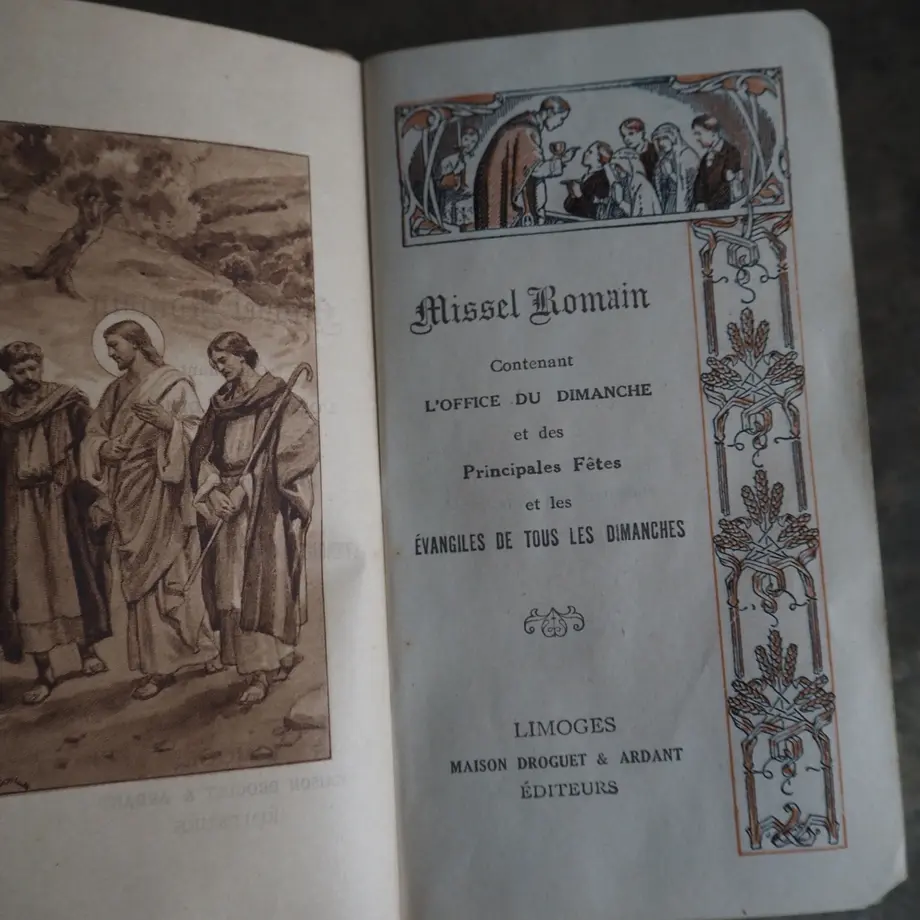 Missel Romain
Contenant
L'OFFICE DU DIMANCHE
et des
Principales Fêtes
et les
ÉVANGILES DE TOUS LES DIMANCHES
LIMOGES
MAISON DROGUET & ARDANT
ÉDITEURS